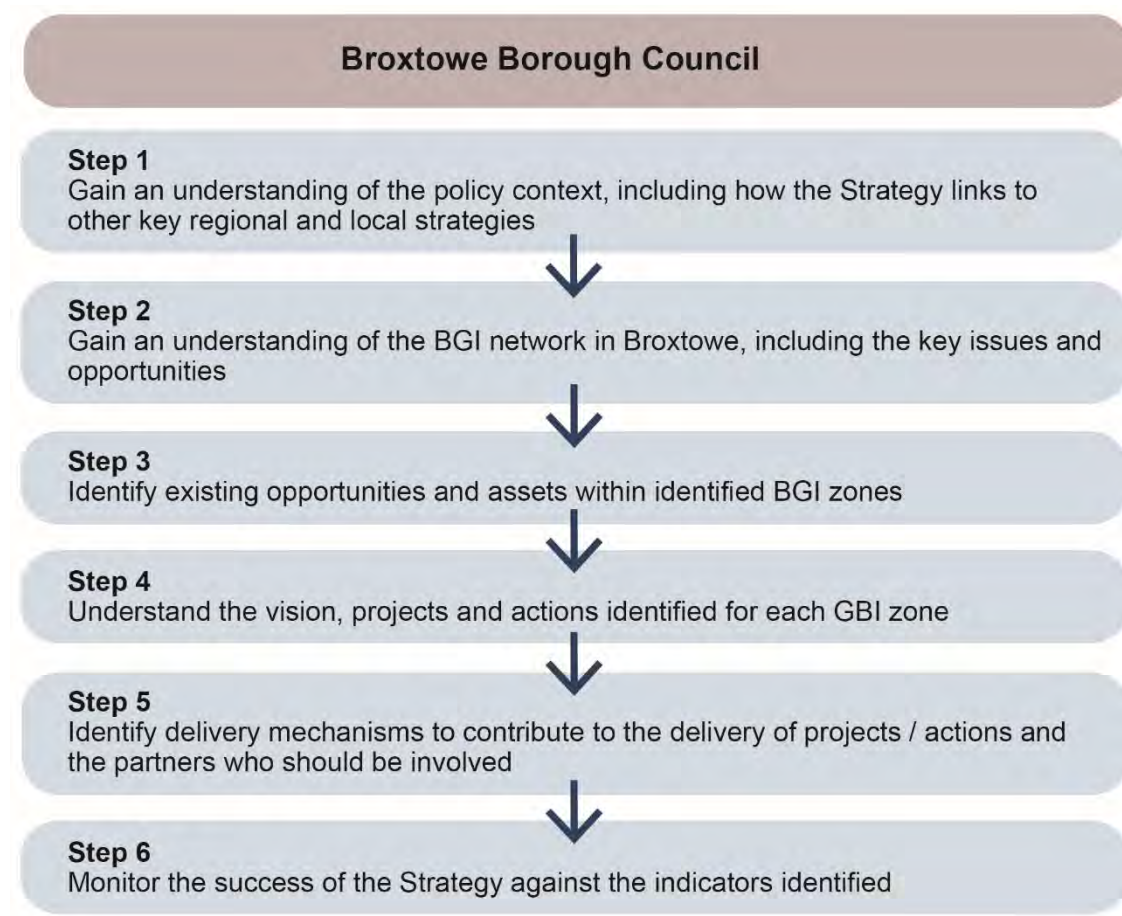 Broxtowe Borough Council
Step 1
Gain an understanding of the policy context, including how the Strategy links to
other key regional and local strategies
Step 2
Gain an understanding of the BGI network in Broxtowe, including the key issues and
opportunities
Step 3
Identify existing opportunities and assets within identified BGI zones
Step 4
Understand the vision, projects and actions identified for each GBI zone
Step 5
Identify delivery mechanisms to contribute to the delivery of projects / actions and
the partners who should be involved
Step 6
Monitor the success of the Strategy against the indicators identified